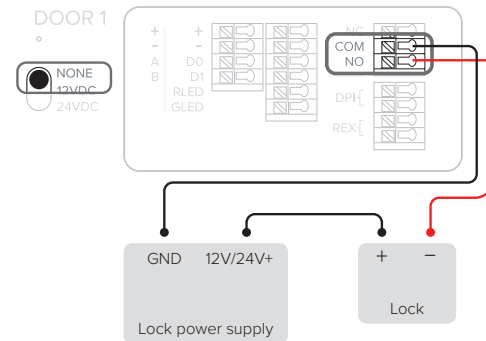 DOOR 1
NONE
12VDC
24VDC
+ + NC
- - COM
A D0 NO
B D1
RLED DPI
GLED
REX
GND 12V/24V+ + −
Lock
Lock power supply